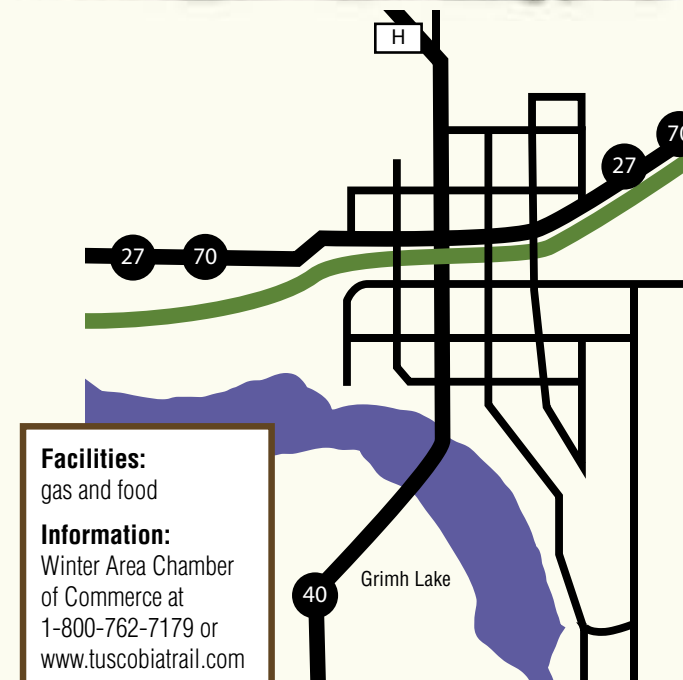 H
70
27
27
70
Facilities:
gas and food
Information:
Winter Area Chamber
of Commerce at
1-800-762-7179 or
www.tuscobiatrail.com
40
Grimh Lake